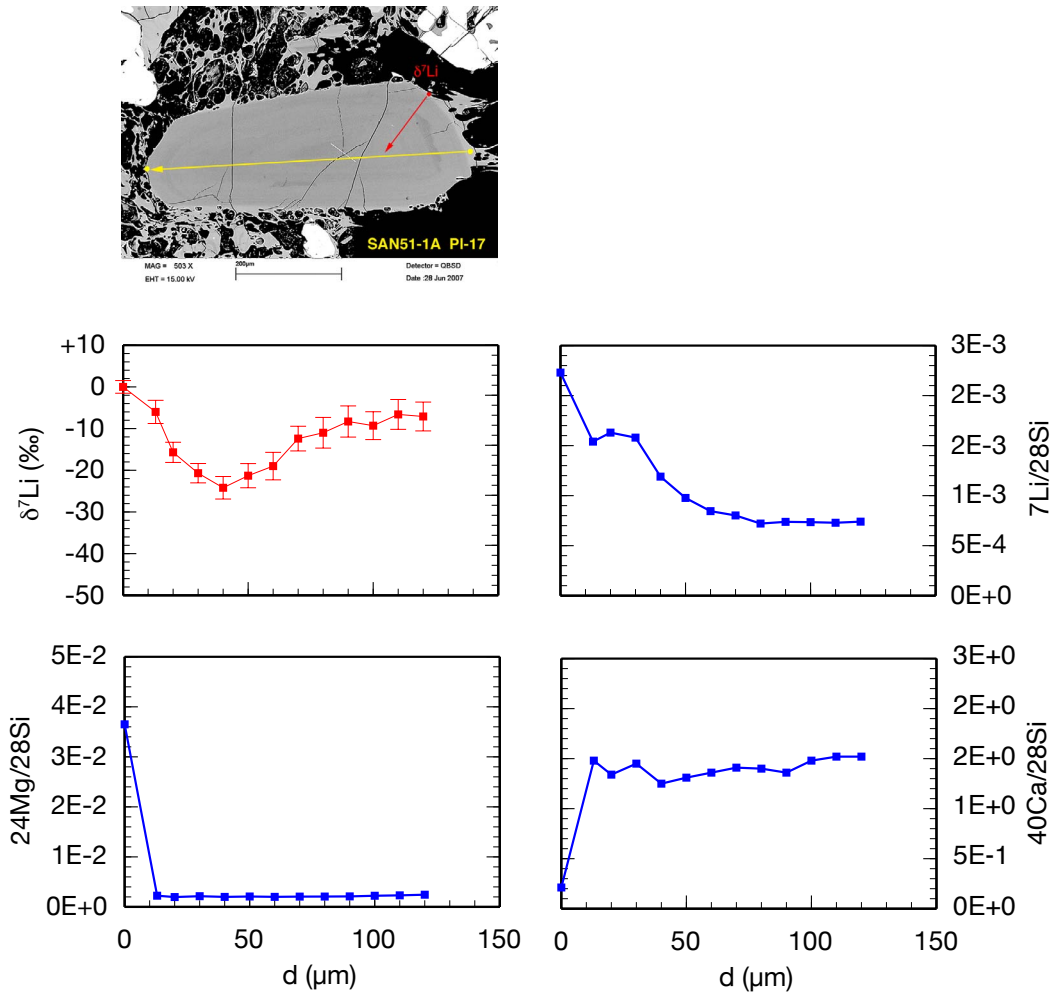 δ⁷Li
SAN51-1A PI-17
MAG = 503 X
200µm
Detector = QBSD
EHT = 15.00 kV
Date :28 Jun 2007
+10
0
-10
-20
-30
-40
-50
δ⁷Li (‰)
3E-3
2E-3
2E-3
1E-3
5E-4
0E+0
7Li/28Si
5E-2
4E-2
3E-2
2E-2
1E-2
0E+0
24Mg/28Si
0 50 100 150
d (µm)
3E+0
2E+0
2E+0
1E+0
5E-1
0E+0
40Ca/28Si
0 50 100 150
d (µm)